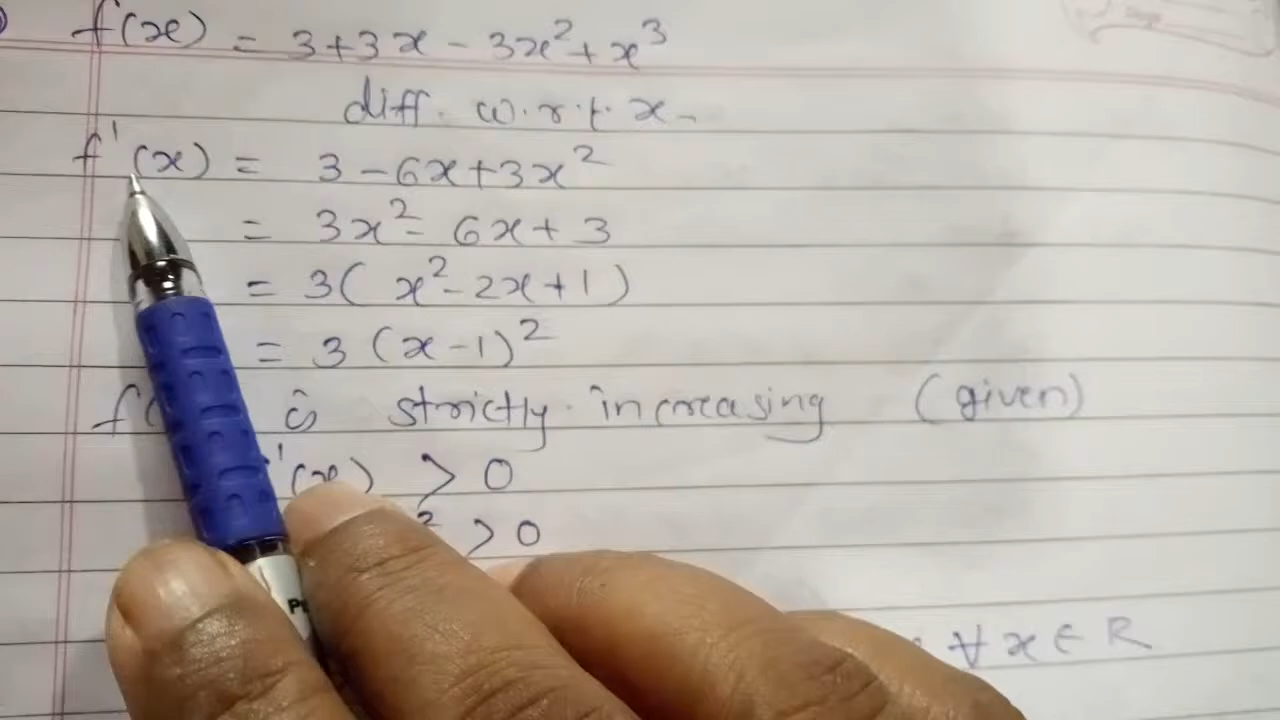 f(x) = 3+3x - 3x²+x³
diff. w.r.t. x.
f'(x) = 3-6x+3x²
= 3x²- 6x+3
= 3( x²-2x+1)
= 3 (x-1)²
f( is strictly increasing (given)
'(x) > 0
² > 0
∀ x ∈ R